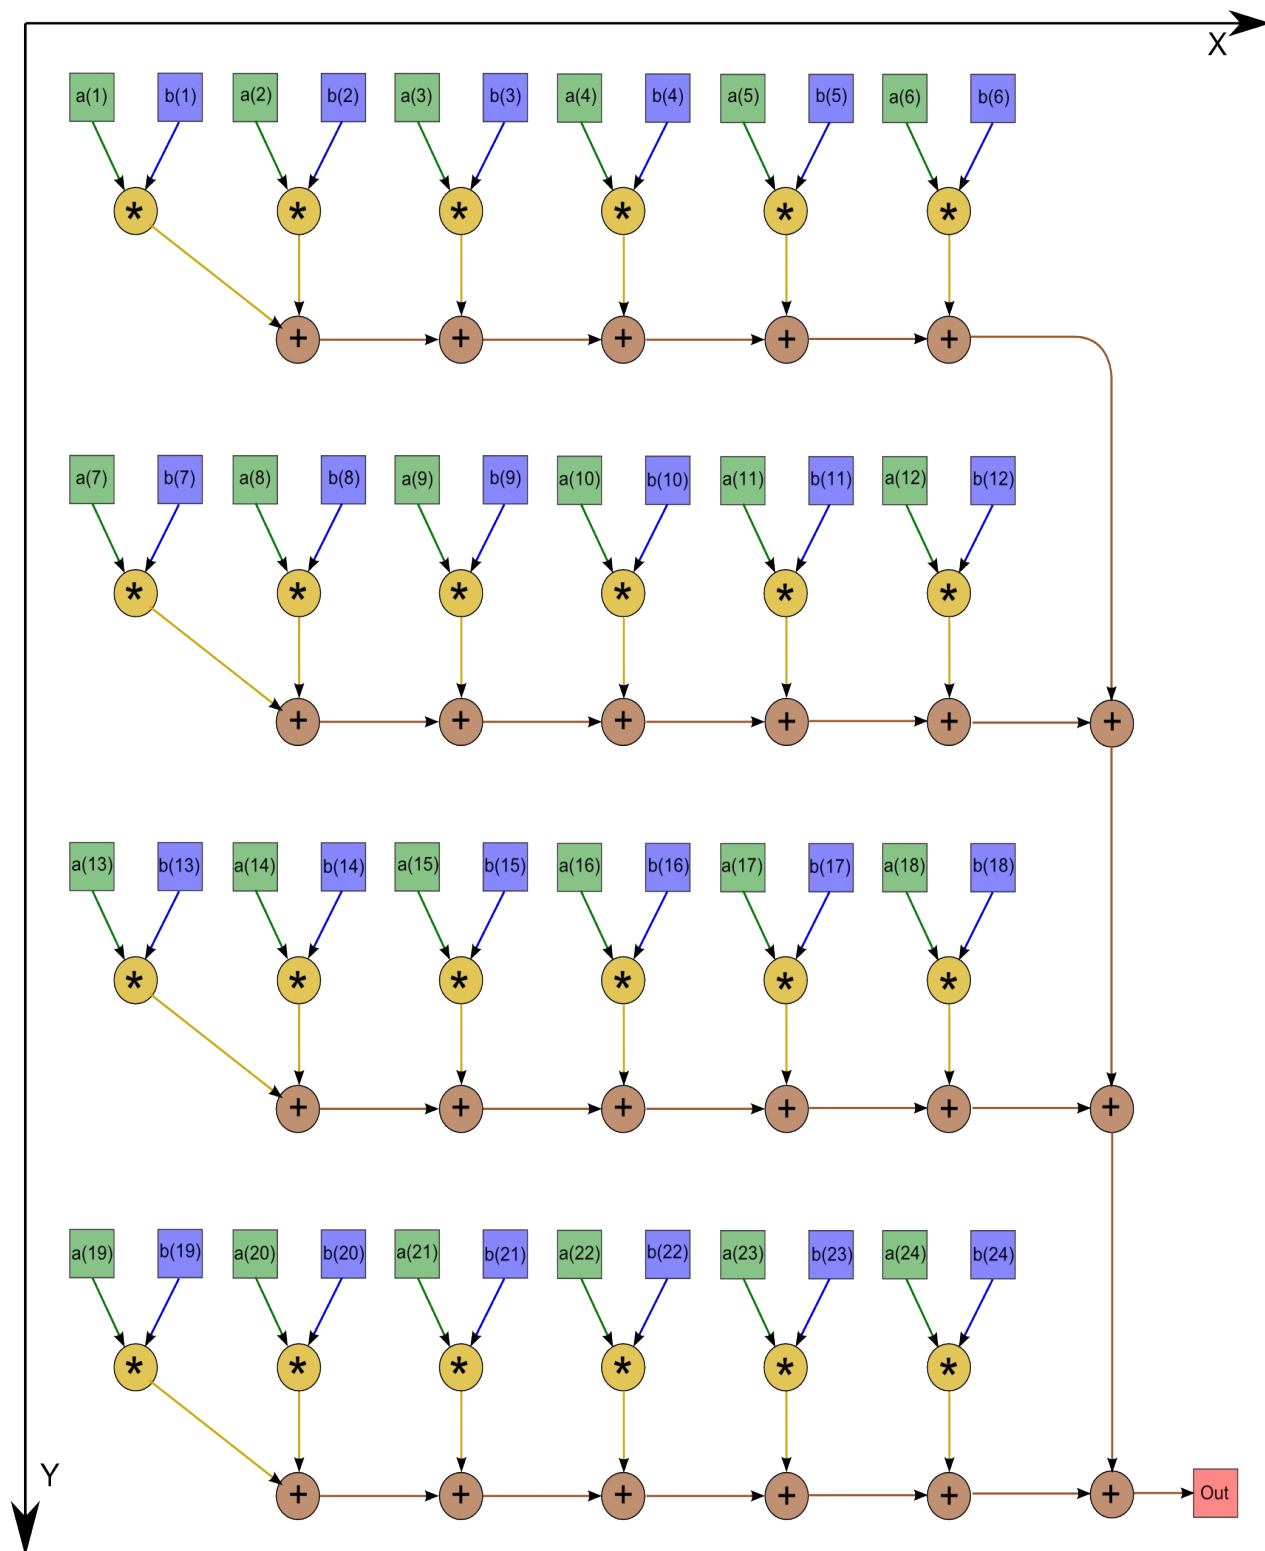 X
a(1) b(1) a(2) b(2) a(3) b(3) a(4) b(4) a(5) b(5) a(6) b(6)
* * * * * *
+ + + + +
a(7) b(7) a(8) b(8) a(9) b(9) a(10) b(10) a(11) b(11) a(12) b(12)
* * * * * *
+ + + + + +
a(13) b(13) a(14) b(14) a(15) b(15) a(16) b(16) a(17) b(17) a(18) b(18)
* * * * * *
+ + + + + +
a(19) b(19) a(20) b(20) a(21) b(21) a(22) b(22) a(23) b(23) a(24) b(24)
* * * * * *
Y
+ + + + + + Out